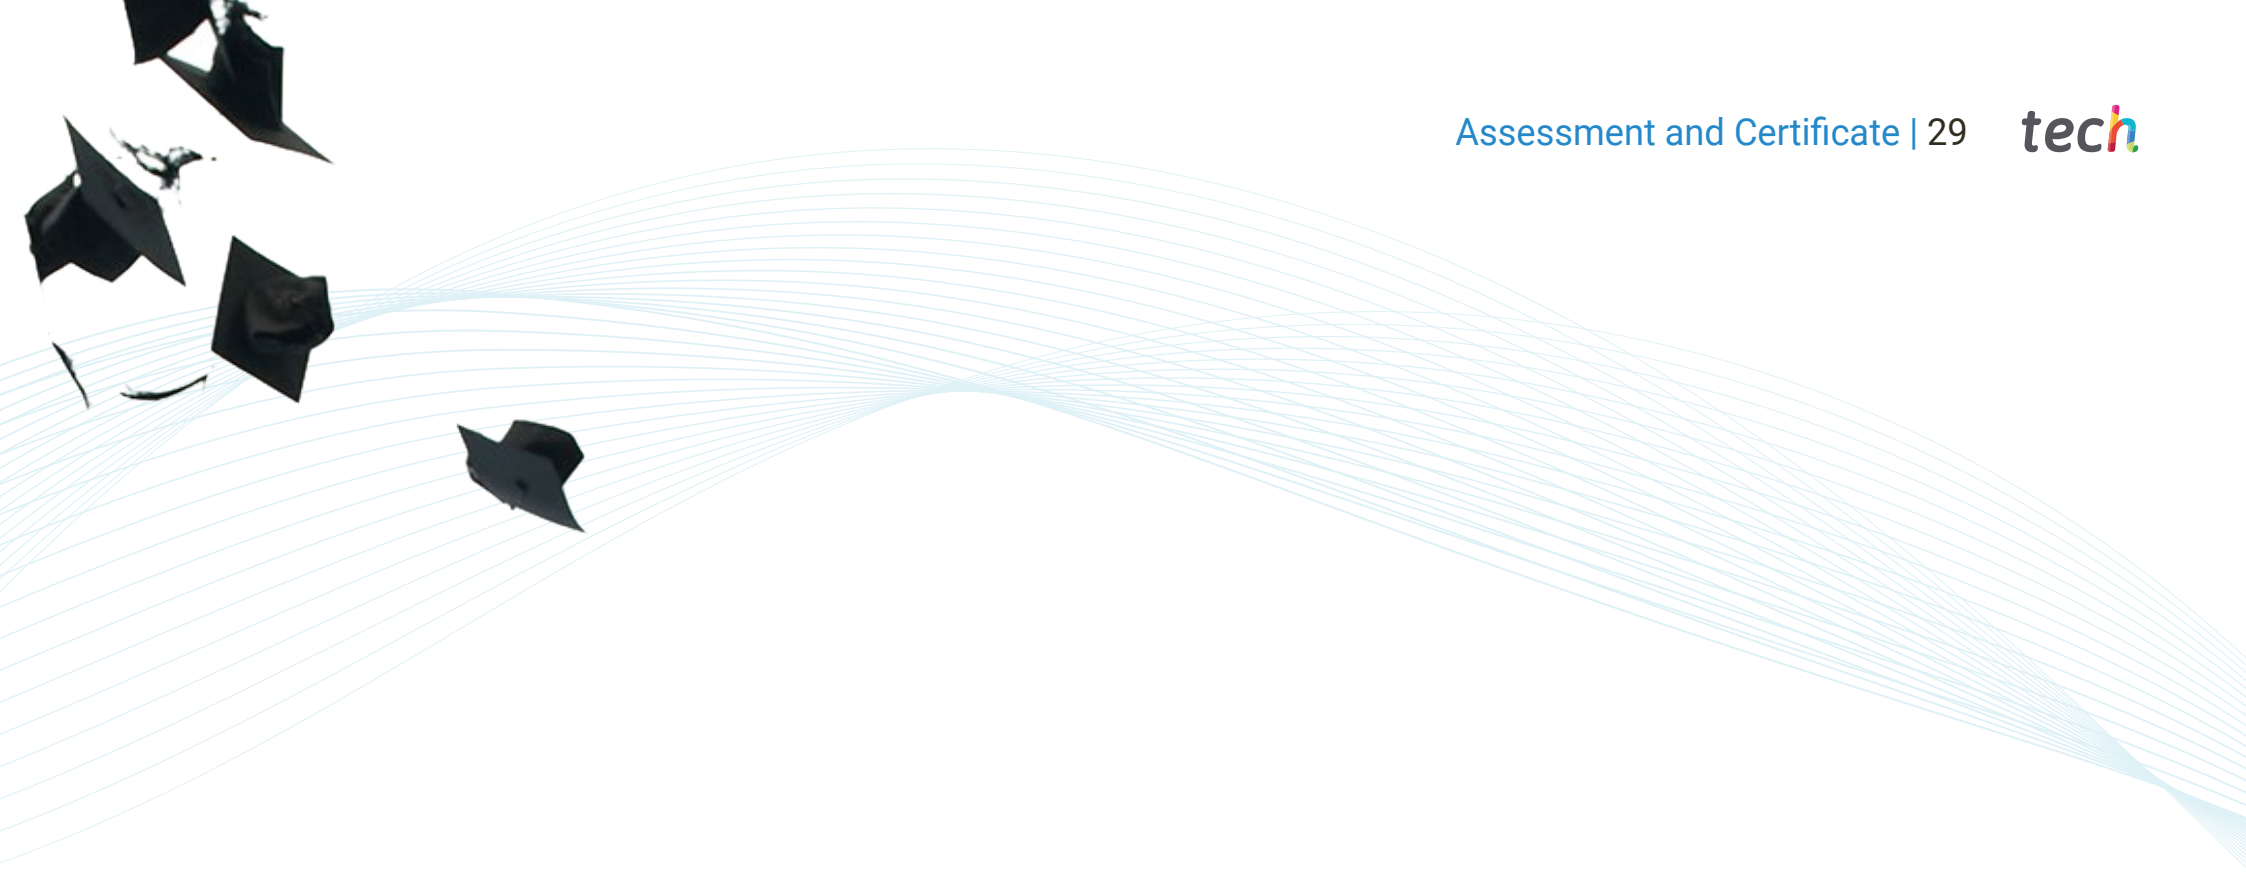 Assessment and Certificate | 29 tech